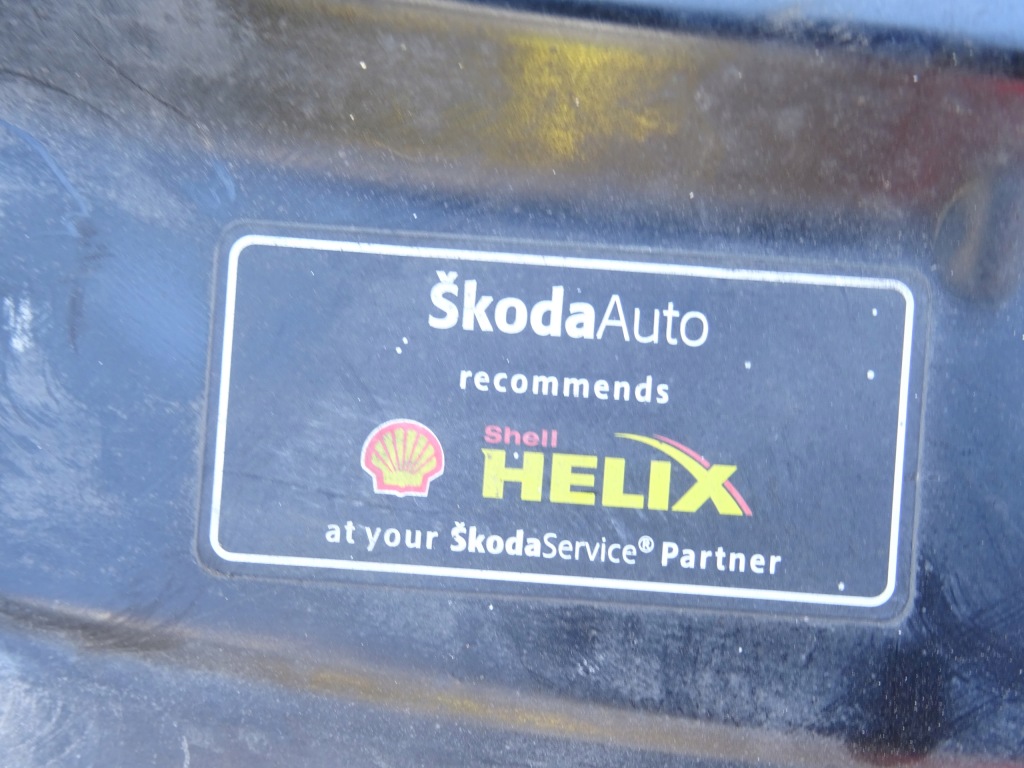 ŠkodaAuto
recommends
Shell
HELIX
at your ŠkodaService® Partner